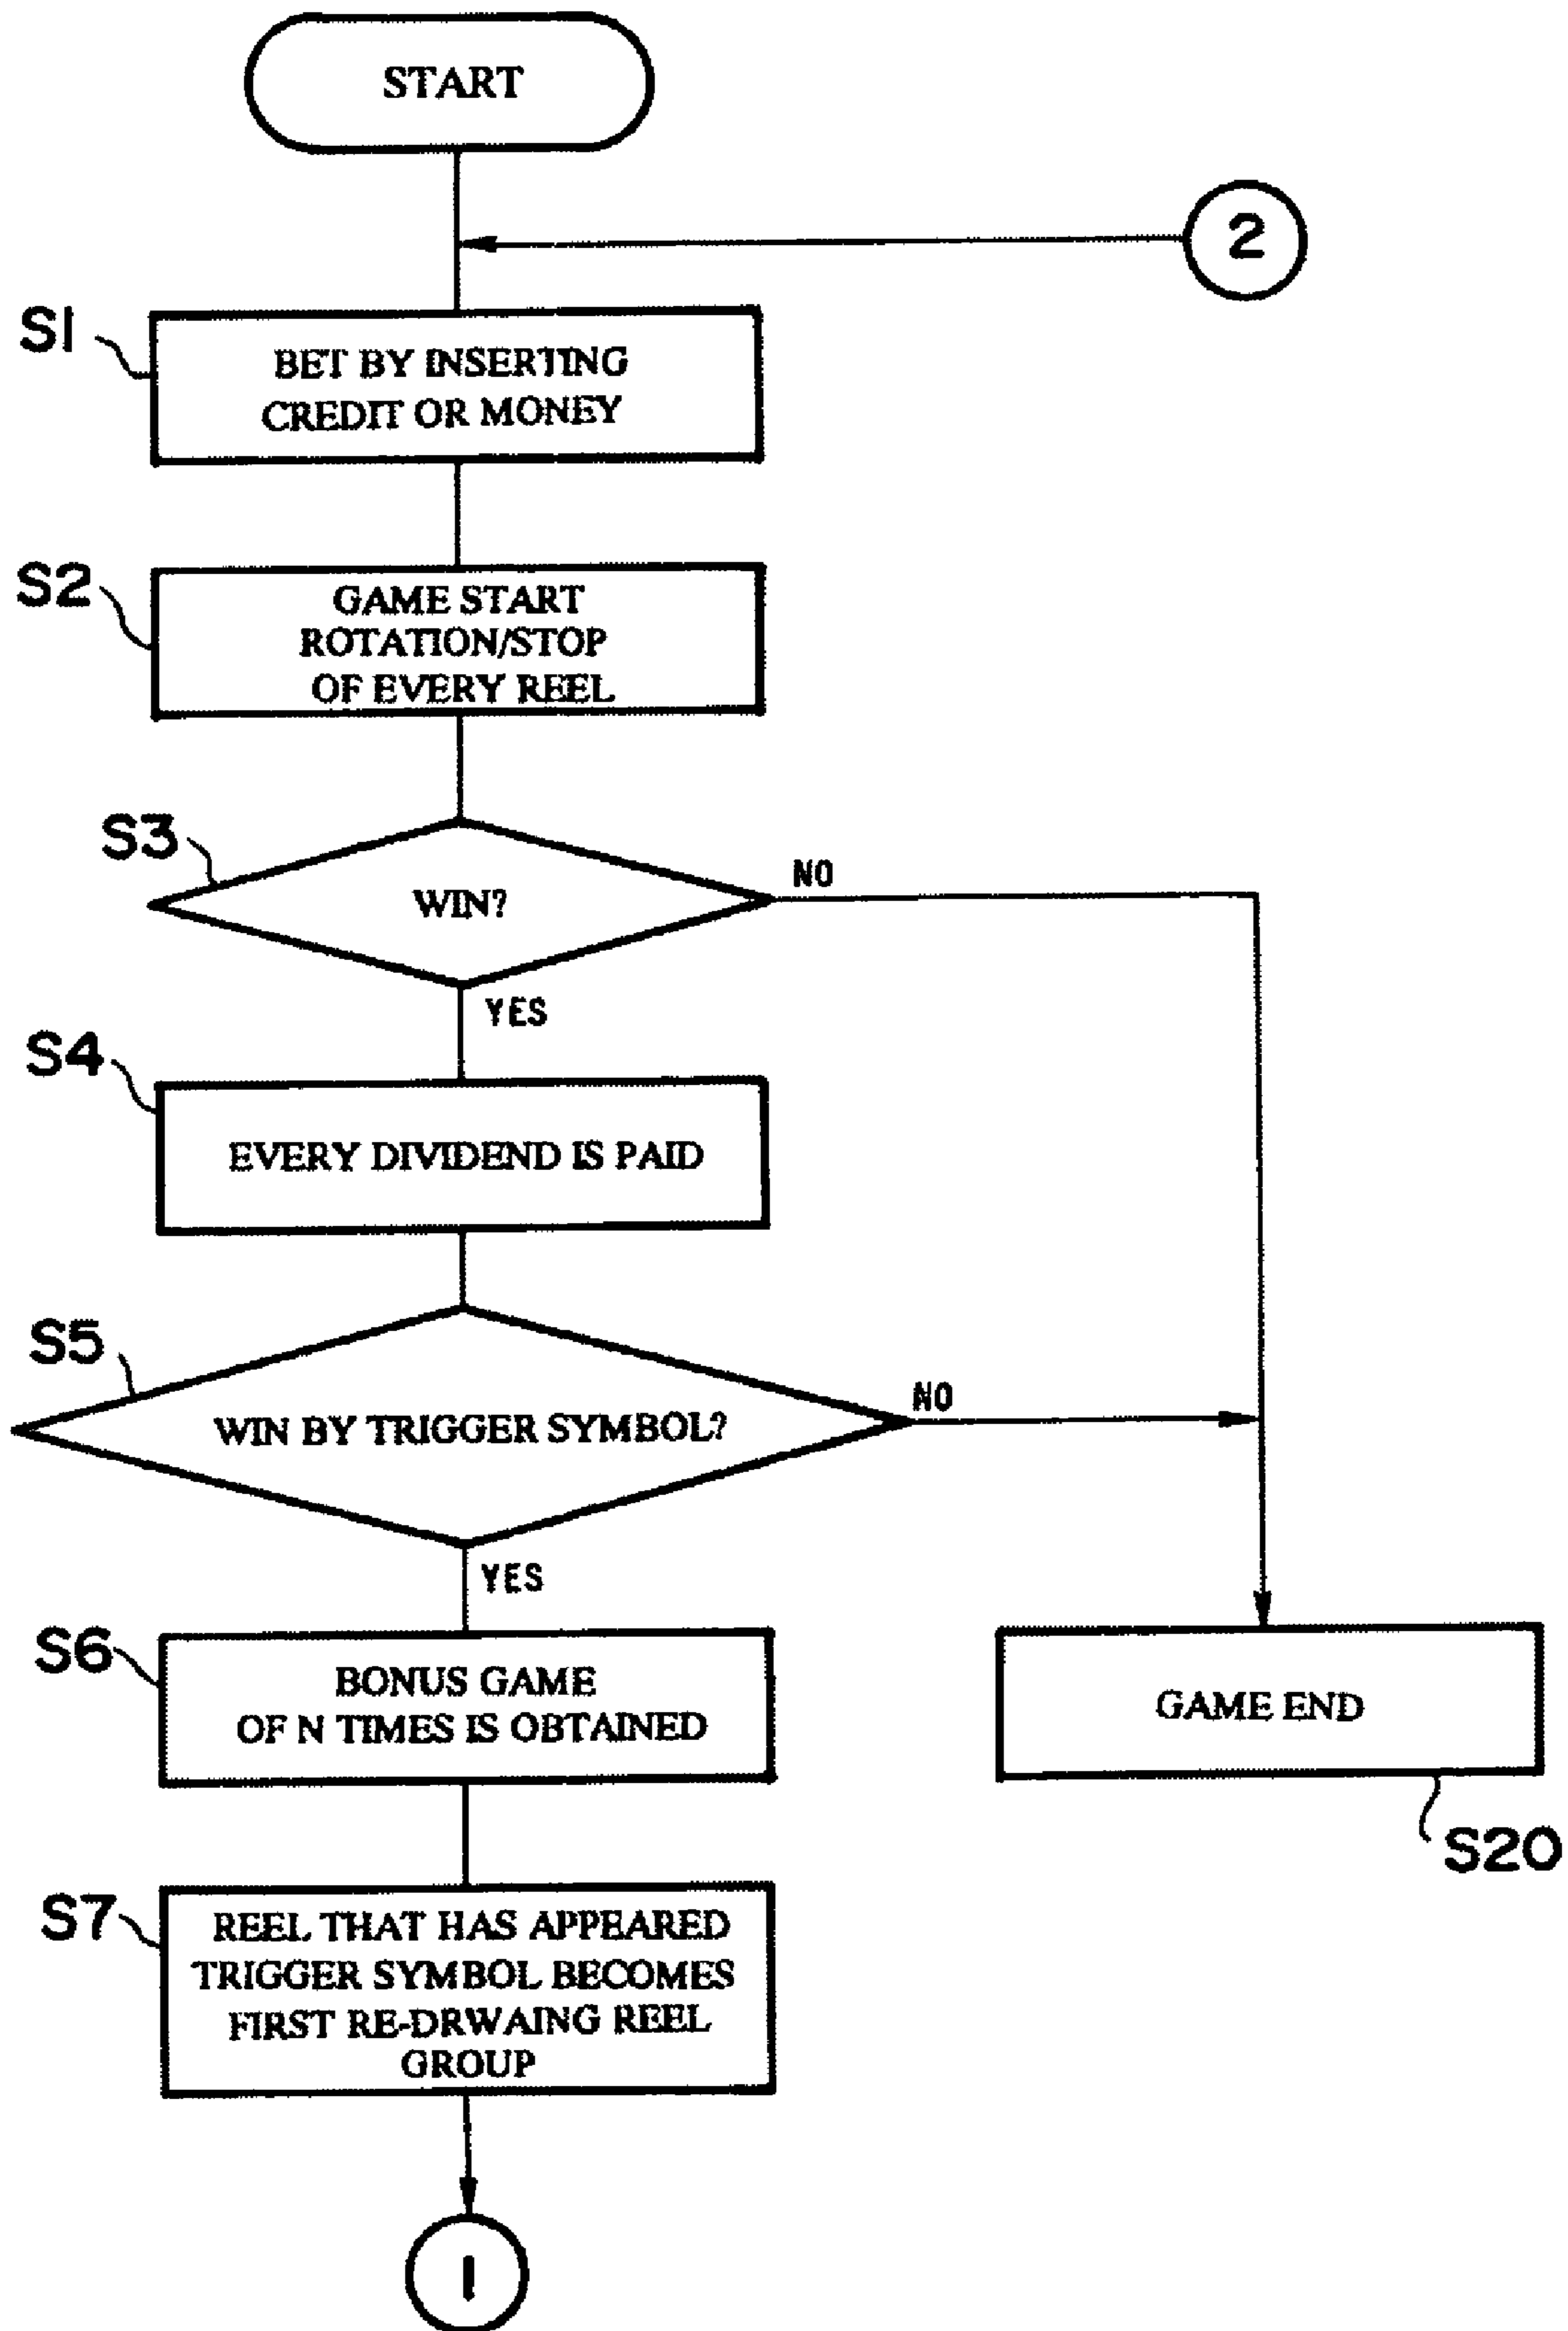 START
2
S1
BET BY INSERTING
CREDIT OR MONEY
S2
GAME START
ROTATION/STOP
OF EVERY REEL
S3
WIN?
NO
YES
S4
EVERY DIVIDEND IS PAID
S5
WIN BY TRIGGER SYMBOL?
NO
YES
S6
BONUS GAME
OF N TIMES IS OBTAINED
GAME END
S20
S7
REEL THAT HAS APPEARED
TRIGGER SYMBOL BECOMES
FIRST RE-DRWAING REEL
GROUP
1